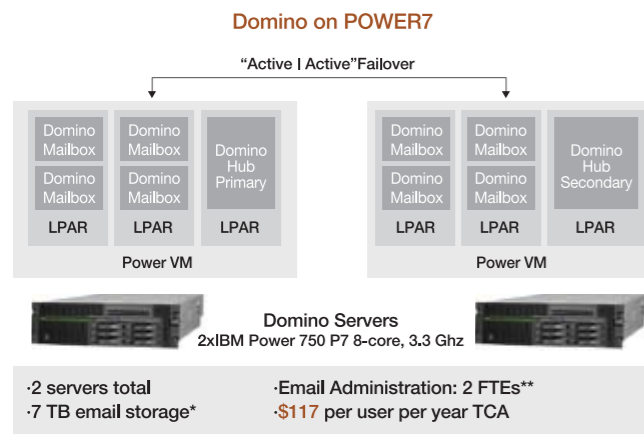 Domino on POWER7
“Active | Active”Failover
Domino
Mailbox
Domino
Mailbox
Domino
Mailbox
Domino
Mailbox
Domino
Hub
Primary
LPAR
LPAR
LPAR
Power VM
Domino
Mailbox
Domino
Mailbox
Domino
Mailbox
Domino
Mailbox
Domino
Hub
Secondary
LPAR
LPAR
LPAR
Power VM
Domino Servers
2xIBM Power 750 P7 8-core, 3.3 Ghz
·2 servers total
·7 TB email storage*
·Email Administration: 2 FTEs**
·$117 per user per year TCA